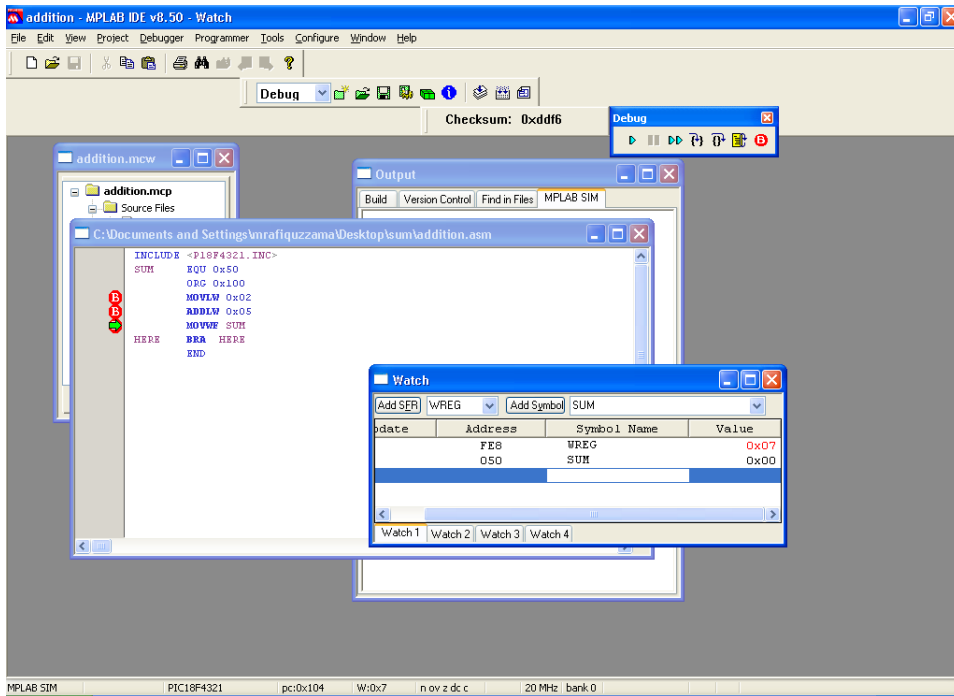 addition - MPLAB IDE v8.50 - Watch
File Edit View Project Debugger Programmer Tools Configure Window Help
Debug
Checksum: 0xddf6
Debug
addition.mcw
addition.mcp
Source Files
Output
Build Version Control Find in Files MPLAB SIM
C:\Documents and Settings\mrafiquzzama\Desktop\sum\addition.asm
INCLUDE <P18F4321.INC>
SUM EQU 0x50
ORG 0x100
B MOVLW 0x02
B ADDLW 0x05
MOVWF SUM
HERE BRA HERE
END
Watch
Add SFR WREG Add Symbol SUM
Address Symbol Name Value
FE8 WREG 0x07
050 SUM 0x00
Watch 1 Watch 2 Watch 3 Watch 4
MPLAB SIM PIC18F4321 pc:0x104 W:0x7 n ov z dc c 20 MHz bank 0